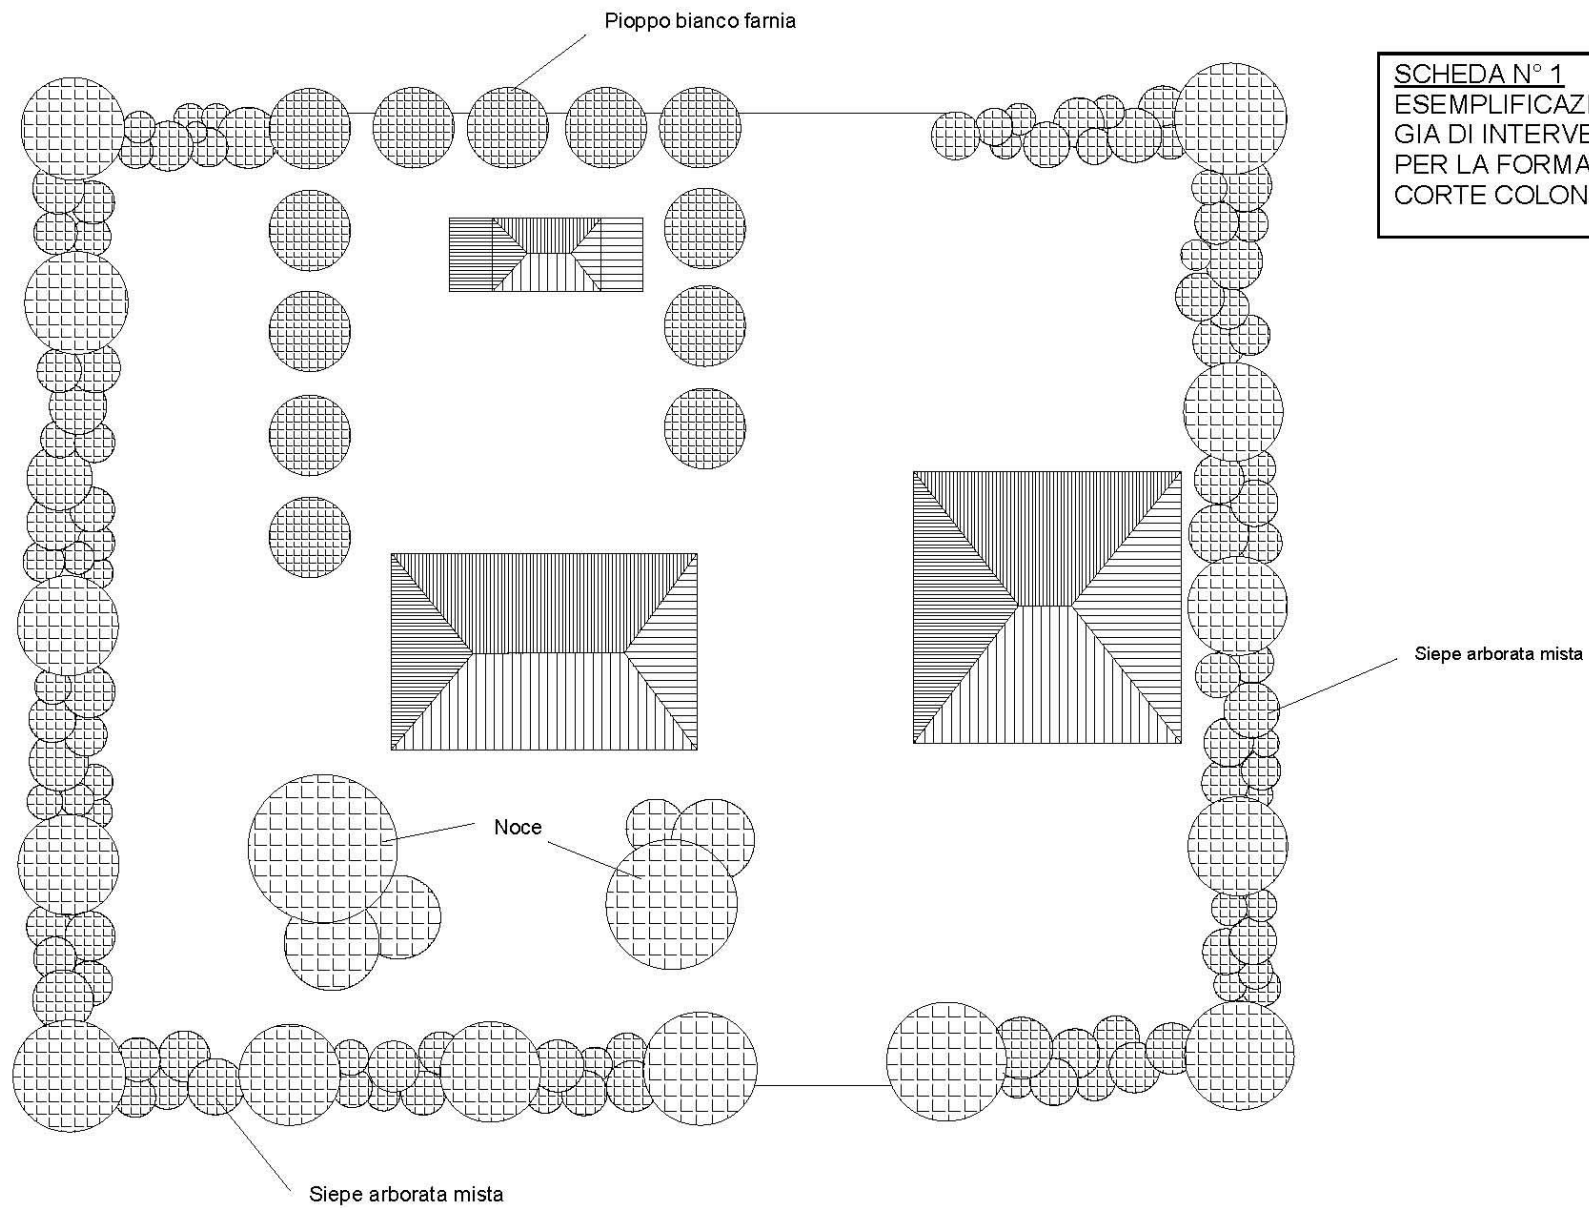 Pioppo bianco farnia
SCHEDA N° 1
ESEMPLIFICAZI
GIA DI INTERVE
PER LA FORMA
CORTE COLON
Siepe arborata mista
Noce
Siepe arborata mista